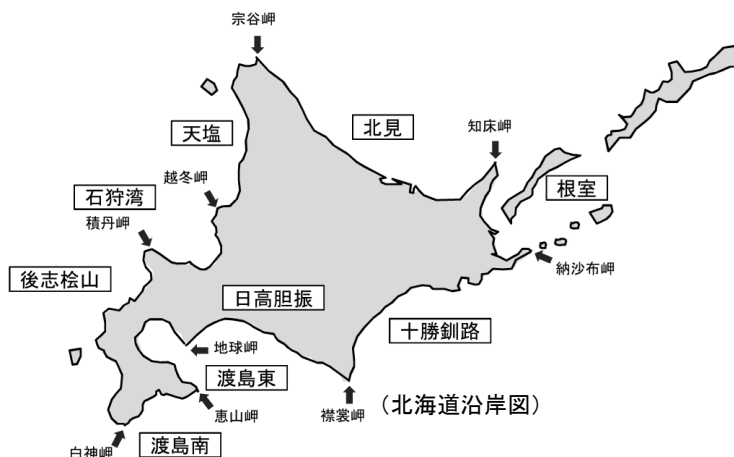 宗谷岬
天塩
北見
知床岬
越冬岬
根室
石狩湾
積丹岬
納沙布岬
後志桧山
日高胆振
十勝釧路
地球岬
渡島東
恵山岬
襟裳岬
(北海道沿岸図)
白神岬
渡島南